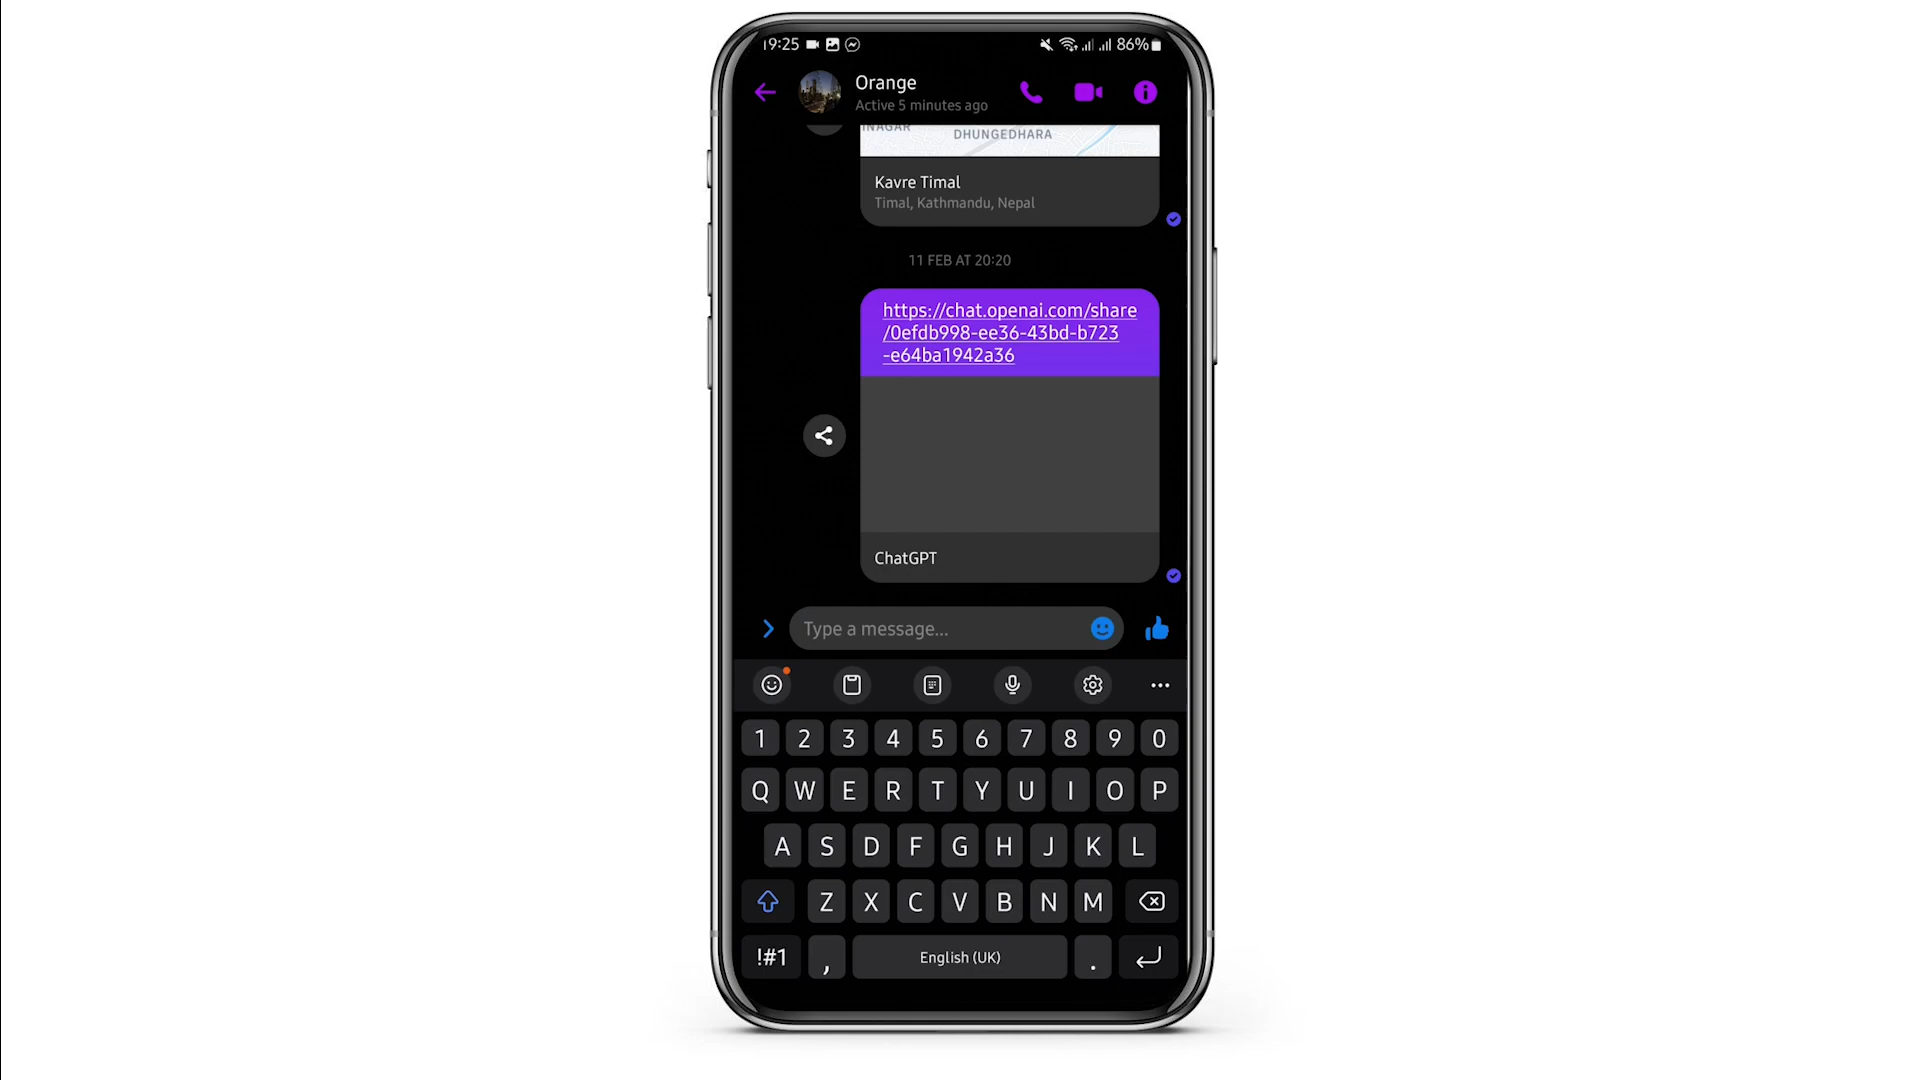 19:25 86%
Orange
Active 5 minutes ago
DHUNGEDHARA
Kavre Timal
Timal, Kathmandu, Nepal
11 FEB AT 20:20
https://chat.openai.com/share
/0efdb998-ee36-43bd-b723
-e64ba1942a36
ChatGPT
Type a message...
1 2 3 4 5 6 7 8 9 0
Q W E R T Y U I O P
A S D F G H J K L
Z X C V B N M
!#1 , English (UK) .